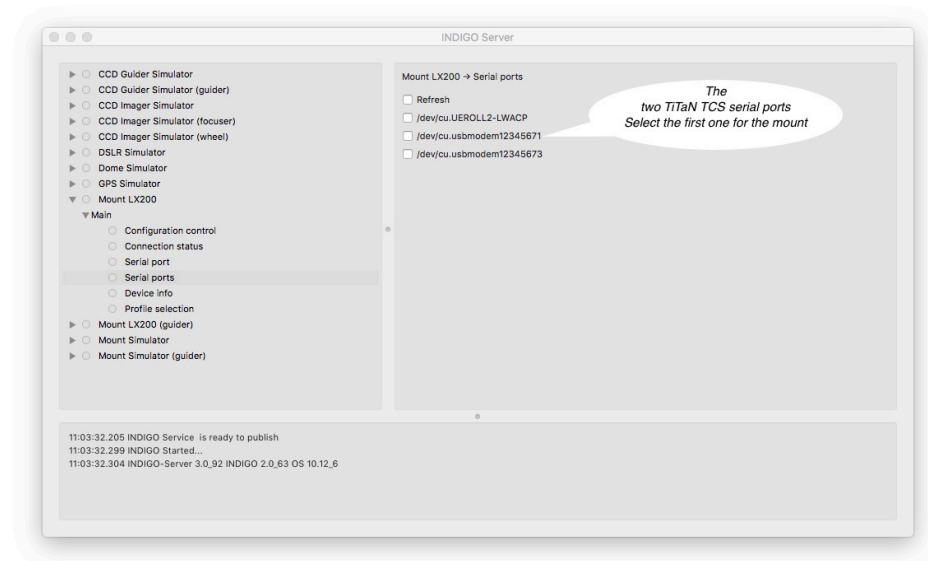 INDIGO Server
CCD Guider Simulator
CCD Guider Simulator (guider)
CCD Imager Simulator
CCD Imager Simulator (focuser)
CCD Imager Simulator (wheel)
DSLR Simulator
Dome Simulator
GPS Simulator
Mount LX200
Main
Configuration control
Connection status
Serial port
Serial ports
Device info
Profile selection
Mount LX200 (guider)
Mount Simulator
Mount Simulator (guider)
Mount LX200 → Serial ports
Refresh
/dev/cu.UEROLL2-LWACP
/dev/cu.usbmodem12345671
/dev/cu.usbmodem12345673
The
two TiTaN TCS serial ports
Select the first one for the mount
11:03:32.205 INDIGO Service is ready to publish
11:03:32.299 INDIGO Started...
11:03:32.304 INDIGO-Server 3.0_92 INDIGO 2.0_63 OS 10.12_6